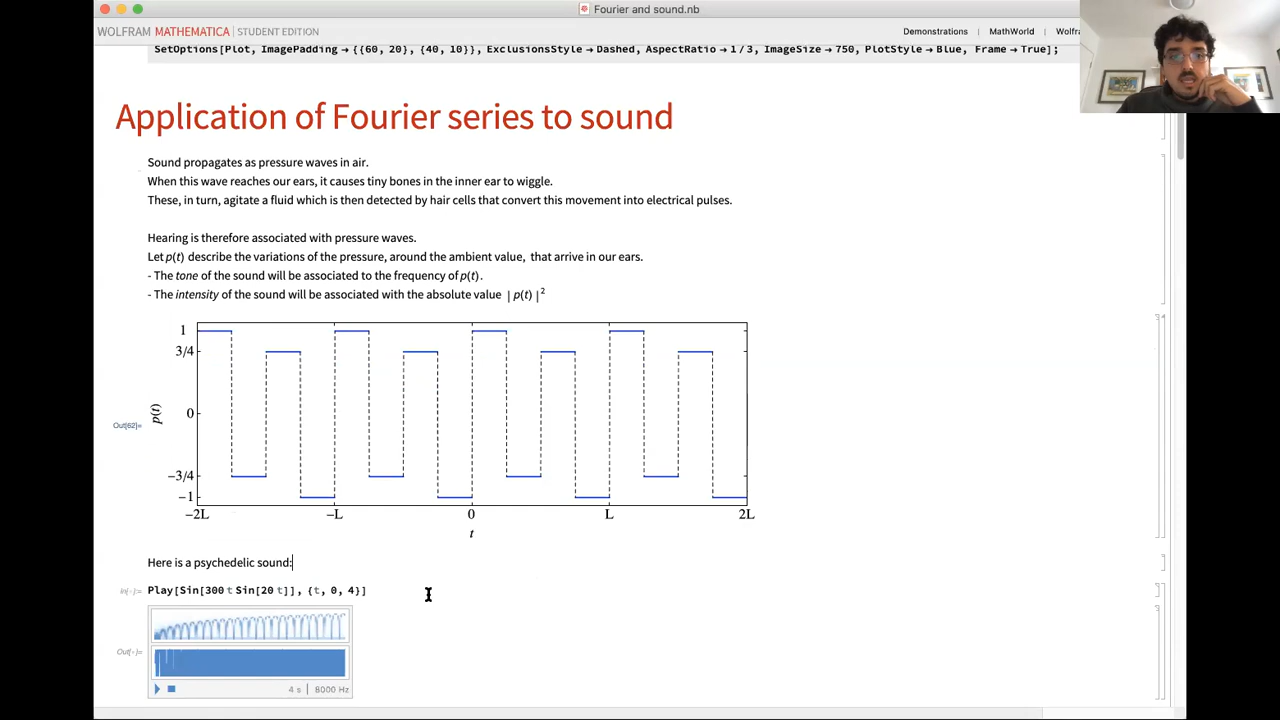 Fourier and sound.nb
WOLFRAM MATHEMATICA | STUDENT EDITION
Demonstrations | MathWorld | Wolfr
SetOptions[Plot, ImagePadding → {{60, 20}, {40, 10}}, ExclusionsStyle → Dashed, AspectRatio → 1 / 3, ImageSize → 750, PlotStyle → Blue, Frame → True];
Application of Fourier series to sound
Sound propagates as pressure waves in air.
When this wave reaches our ears, it causes tiny bones in the inner ear to wiggle.
These, in turn, agitate a fluid which is then detected by hair cells that convert this movement into electrical pulses.
Hearing is therefore associated with pressure waves.
Let p(t) describe the variations of the pressure, around the ambient value, that arrive in our ears.
- The tone of the sound will be associated to the frequency of p(t).
- The intensity of the sound will be associated with the absolute value | p(t) |²
1
3/4
0
-3/4
-1
p(t)
Out[62]=
-2L -L 0 L 2L
t
Here is a psychedelic sound:
In[-]:= Play[Sin[300 t Sin[20 t]], {t, 0, 4}]
Out[-]=
4 s | 8000 Hz